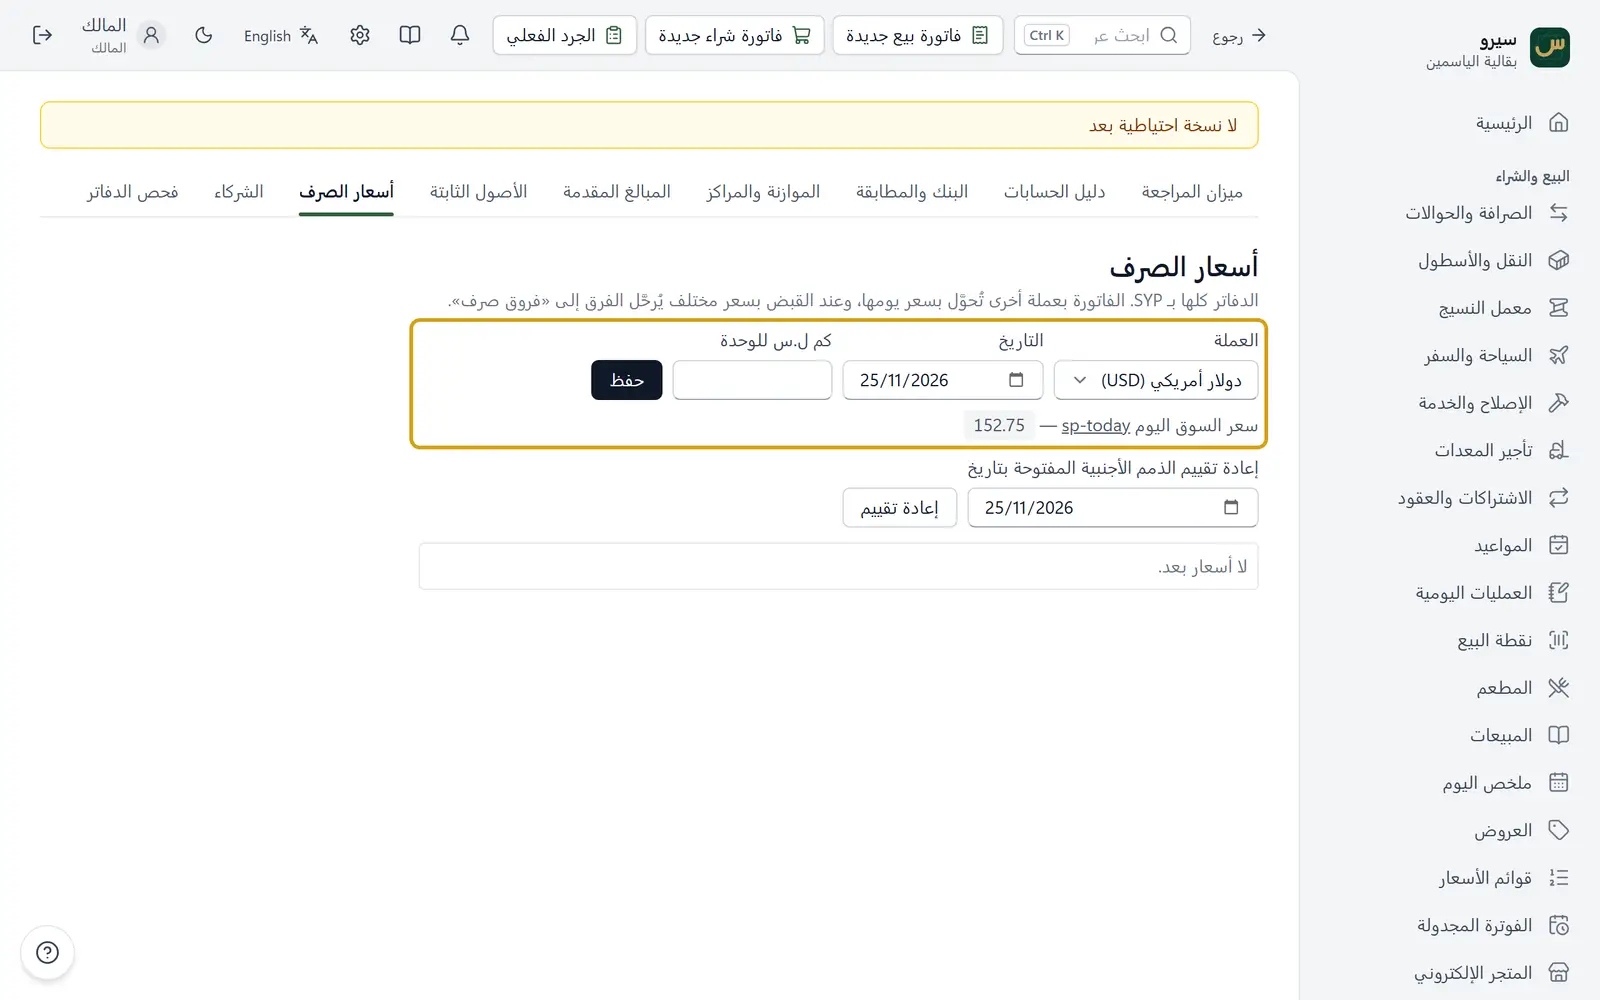 سيرو
بقالية الياسمين
رجوع
ابحث عر
Ctrl K
فاتورة بيع جديدة
فاتورة شراء جديدة
الجرد الفعلي
English
المالك
المالك
الرئيسية
البيع والشراء
الصرافة والحوالات
النقل والأسطول
معمل النسيج
السياحة والسفر
الإصلاح والخدمة
تأجير المعدات
الاشتراكات والعقود
المواعيد
العمليات اليومية
نقطة البيع
المطعم
المبيعات
ملخص اليوم
العروض
قوائم الأسعار
الفوترة المجدولة
المتجر الإلكتروني
لا نسخة احتياطية بعد
ميزان المراجعة
دليل الحسابات
البنك والمطابقة
الموازنة والمراكز
المبالغ المقدمة
الأصول الثابتة
أسعار الصرف
الشركاء
فحص الدفاتر
أسعار الصرف
الدفاتر كلها بـ SYP. الفاتورة بعملة أخرى تُحوَّل بسعر يومها، وعند القبض بسعر مختلف يُرحَّل الفرق إلى «فروق صرف».
العملة
التاريخ
كم ل.س للوحدة
دولار أمريكي (USD)
25/11/2026
حفظ
سعر السوق اليوم sp-today — 152.75
إعادة تقييم الذمم الأجنبية المفتوحة بتاريخ
25/11/2026
إعادة تقييم
لا أسعار بعد.